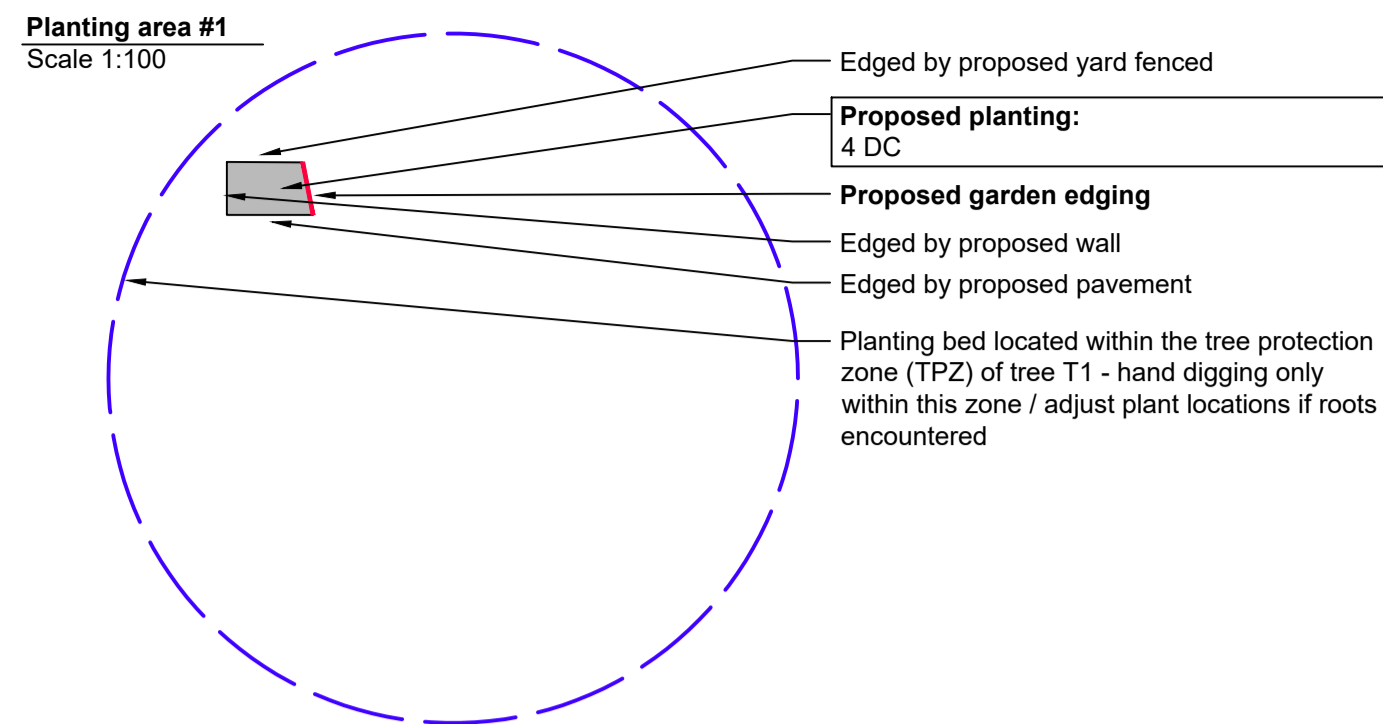 Planting area #1
Scale 1:100
Edged by proposed yard fenced
Proposed planting:
4 DC
Proposed garden edging
Edged by proposed wall
Edged by proposed pavement
Planting bed located within the tree protection
zone (TPZ) of tree T1 - hand digging only
within this zone / adjust plant locations if roots
encountered